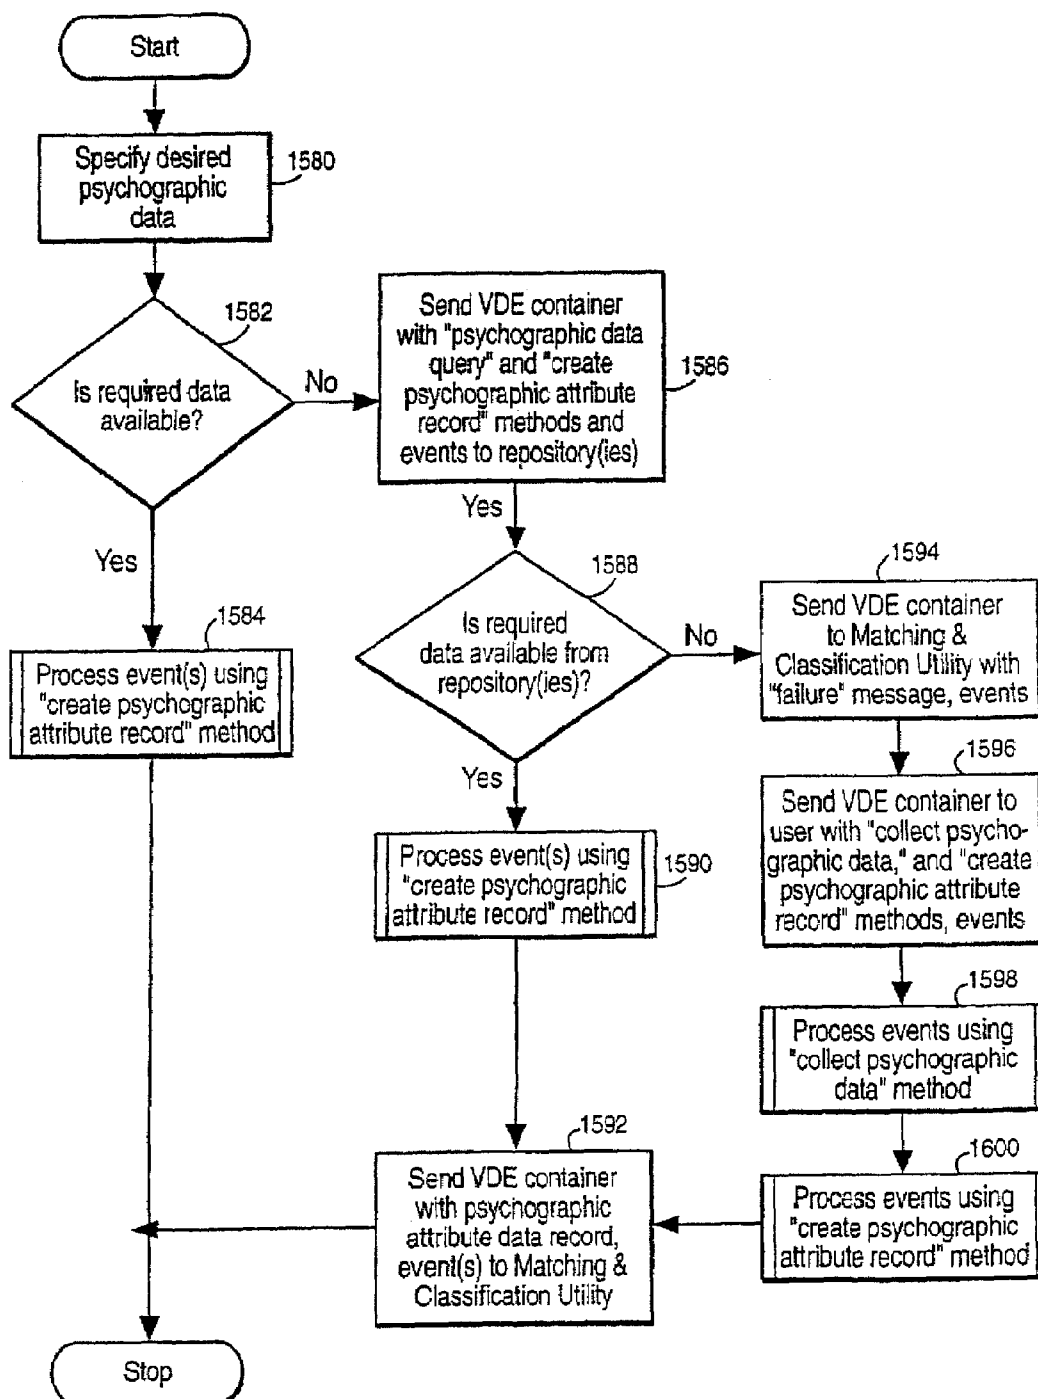 Start
Specify desired
psychographic
data
1580
1582
Is required data
available?
No
Yes
1584
Process event(s) using
"create psychographic
attribute record" method
Send VDE container
with "psychographic data
query" and "create
psychographic attribute
record" methods and
events to repository(ies)
1586
Yes
1588
Is required
data available from
repository(ies)?
No
Yes
Process event(s) using
"create psychographic
attribute record" method
1590
1594
Send VDE container
to Matching &
Classification Utility with
"failure" message, events
1596
Send VDE container to
user with "collect psycho-
graphic data," and "create
psychographic attribute
record" methods, events
1598
Process events using
"collect psychographic
data" method
1600
Process events using
"create psychographic
attribute record" method
1592
Send VDE container
with psychographic
attribute data record,
event(s) to Matching &
Classification Utility
Stop